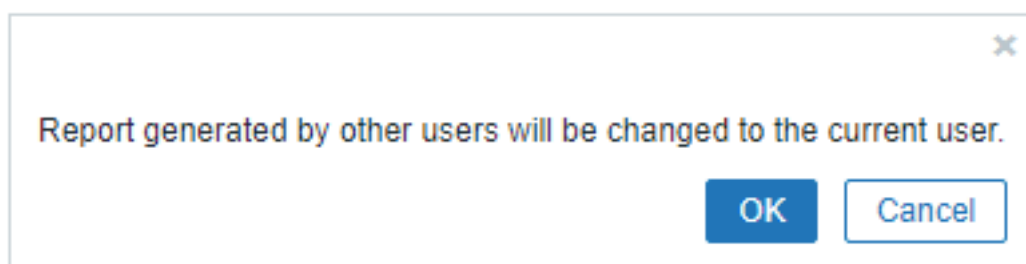 Report generated by other users will be changed to the current user.
OK Cancel